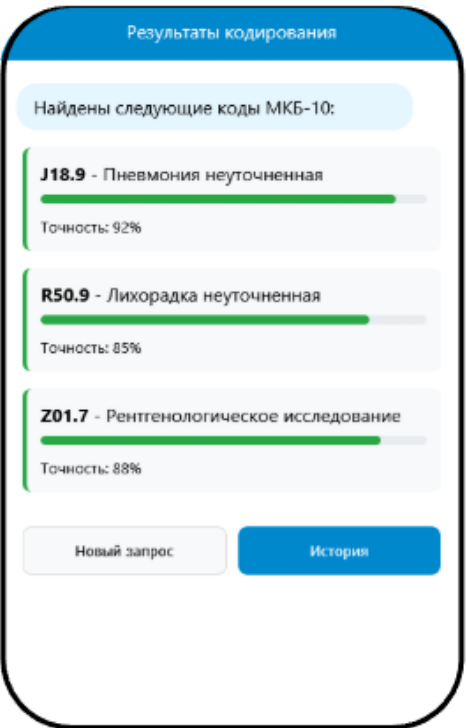 Результаты кодирования
Найдены следующие коды МКБ-10:
J18.9 - Пневмония неуточненная
Точность: 92%
R50.9 - Лихорадка неуточненная
Точность: 85%
Z01.7 - Рентгенологическое исследование
Точность: 88%
Новый запрос
История